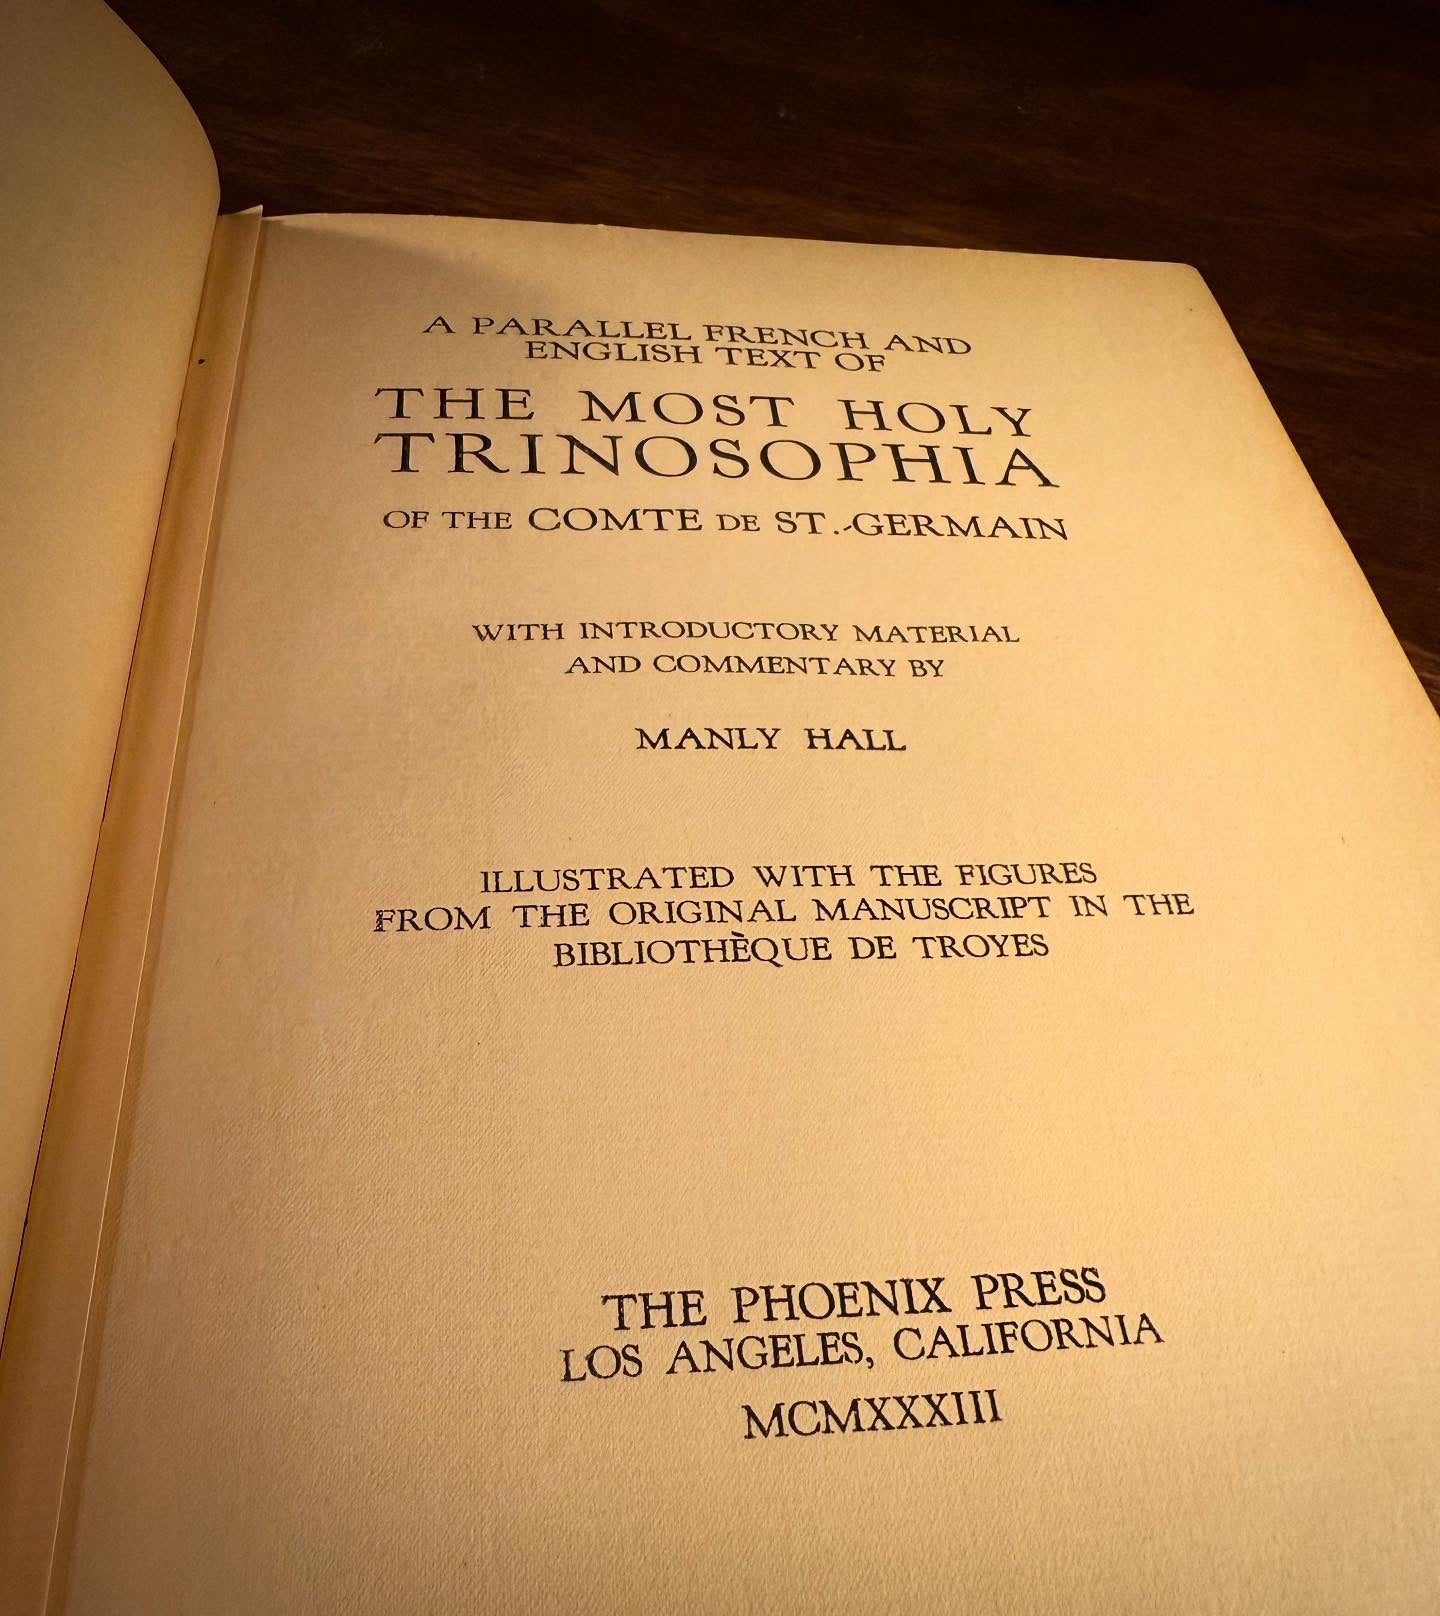 A PARALLEL FRENCH AND
ENGLISH TEXT OF
THE MOST HOLY
TRINOSOPHIA
OF THE COMTE DE ST.-GERMAIN
WITH INTRODUCTORY MATERIAL
AND COMMENTARY BY
MANLY HALL
ILLUSTRATED WITH THE FIGURES
FROM THE ORIGINAL MANUSCRIPT IN THE
BIBLIOTHÈQUE DE TROYES
THE PHOENIX PRESS
LOS ANGELES, CALIFORNIA
MCMXXXIII